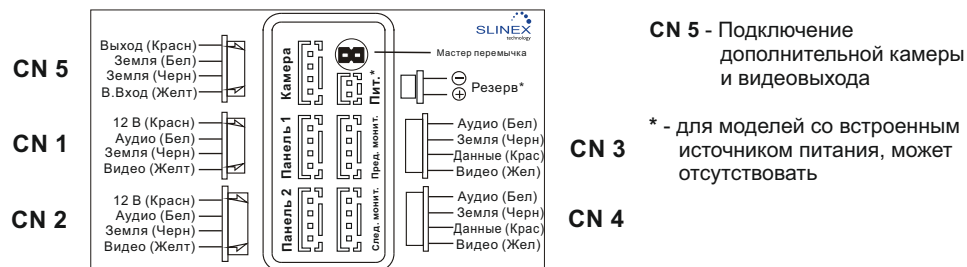 SLINEX
technology
CN 5
Выход (Красн)
Земля (Бел)
Земля (Черн)
В.Вход (Желт)
Камера
Пит.*
Мастер перемычка
Резерв*
CN 1
12 В (Красн)
Аудио (Бел)
Земля (Черн)
Видео (Желт)
Панель 1
Пред. монит.
Аудио (Бел)
Земля (Черн)
Данные (Крас)
Видео (Жел)
CN 3
CN 2
12 В (Красн)
Аудио (Бел)
Земля (Черн)
Видео (Желт)
Панель 2
След. монит.
Аудио (Бел)
Земля (Черн)
Данные (Крас)
Видео (Жел)
CN 4
CN 5 - Подключение
дополнительной камеры
и видеовыхода
* - для моделей со встроенным
источником питания, может
отсутствовать